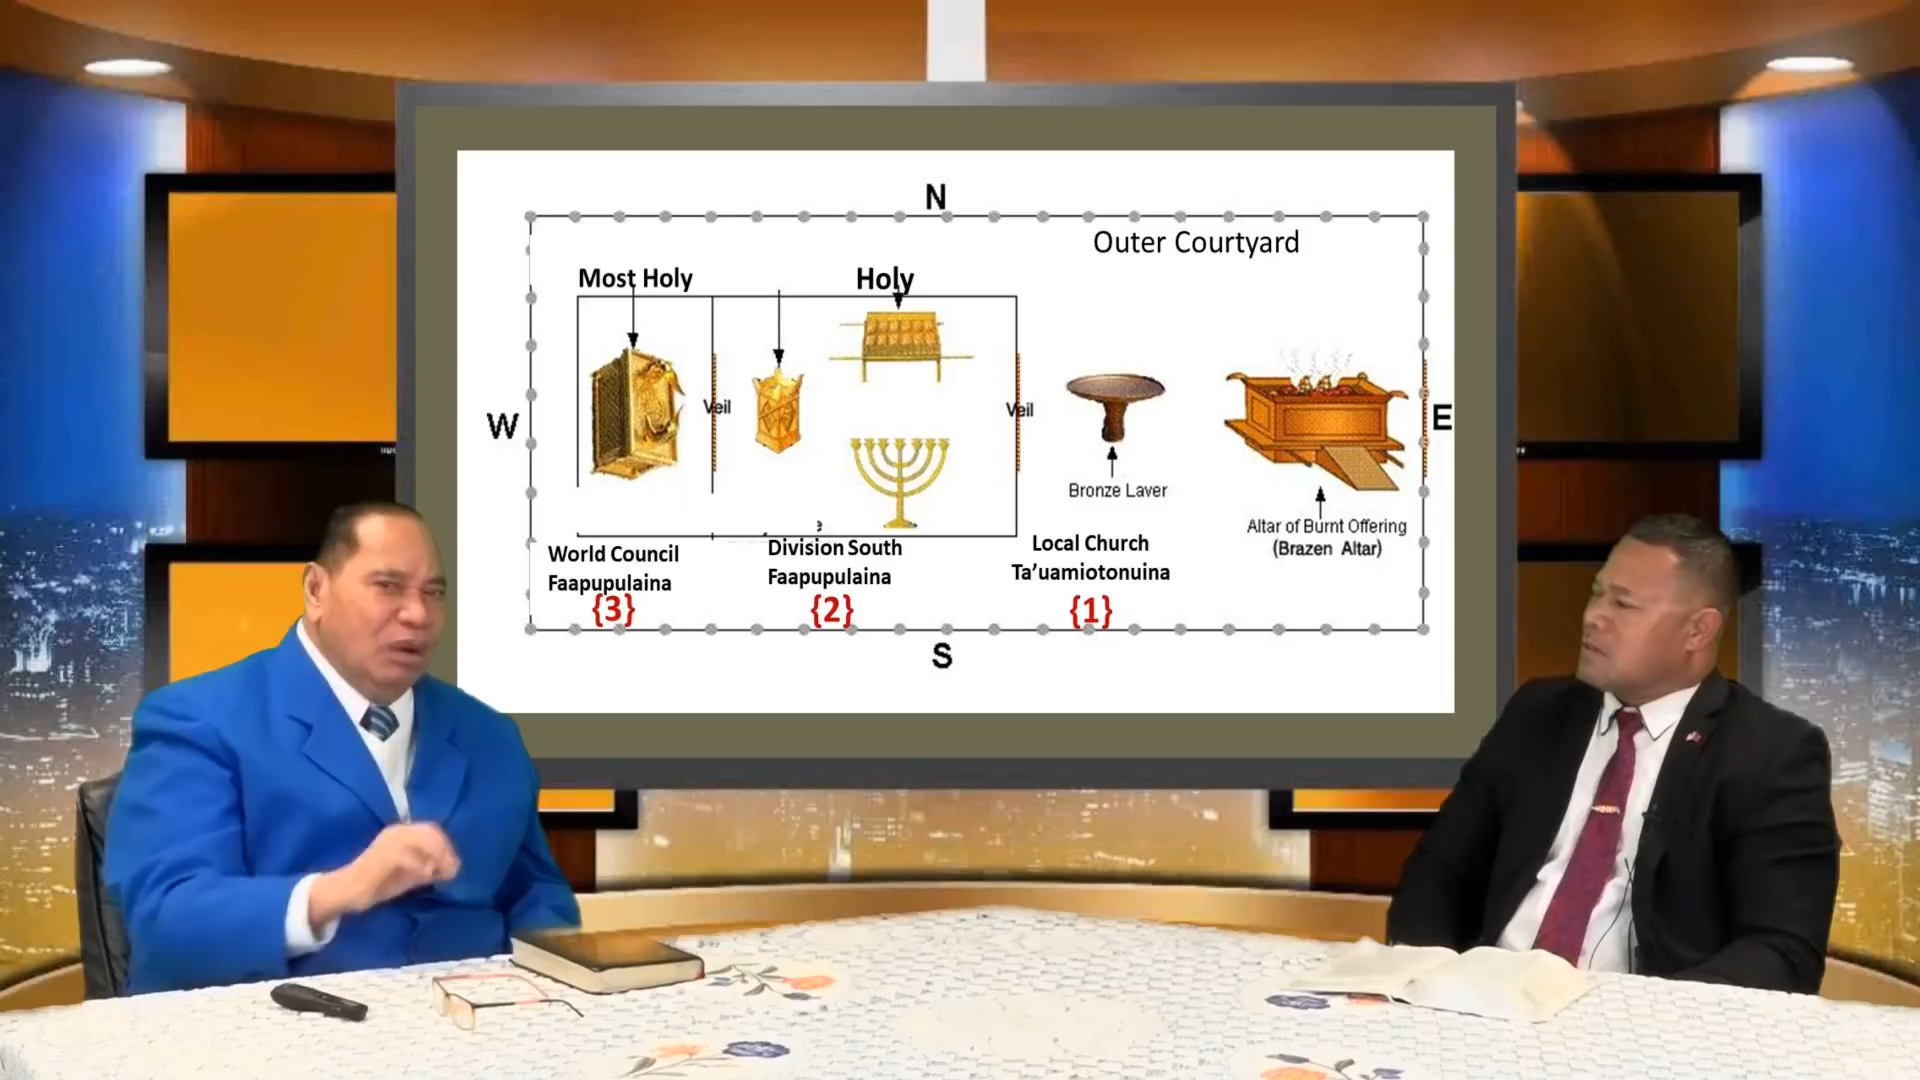 N
Outer Courtyard
Most Holy
Holy
W
Veil
Veil
E
Bronze Laver
Altar of Burnt Offering
(Brazen Altar)
e
World Council
Faapupulaina
{3}
Division South
Faapupulaina
{2}
Local Church
Ta'uamiotonuina
{1}
S